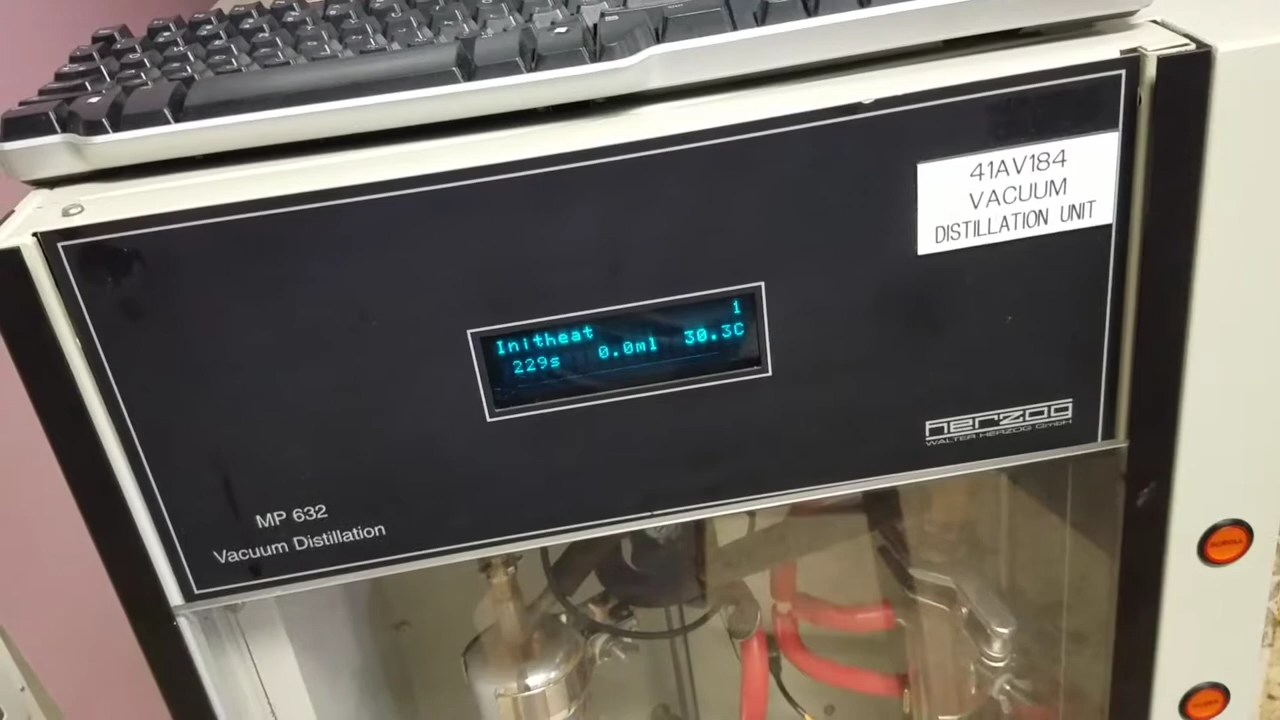 41AV184
VACUUM
DISTILLATION UNIT
1
Initheat
229s 0.0ml 30.3C
herzog
WALTER HERZOG GmbH
MP 632
Vacuum Distillation